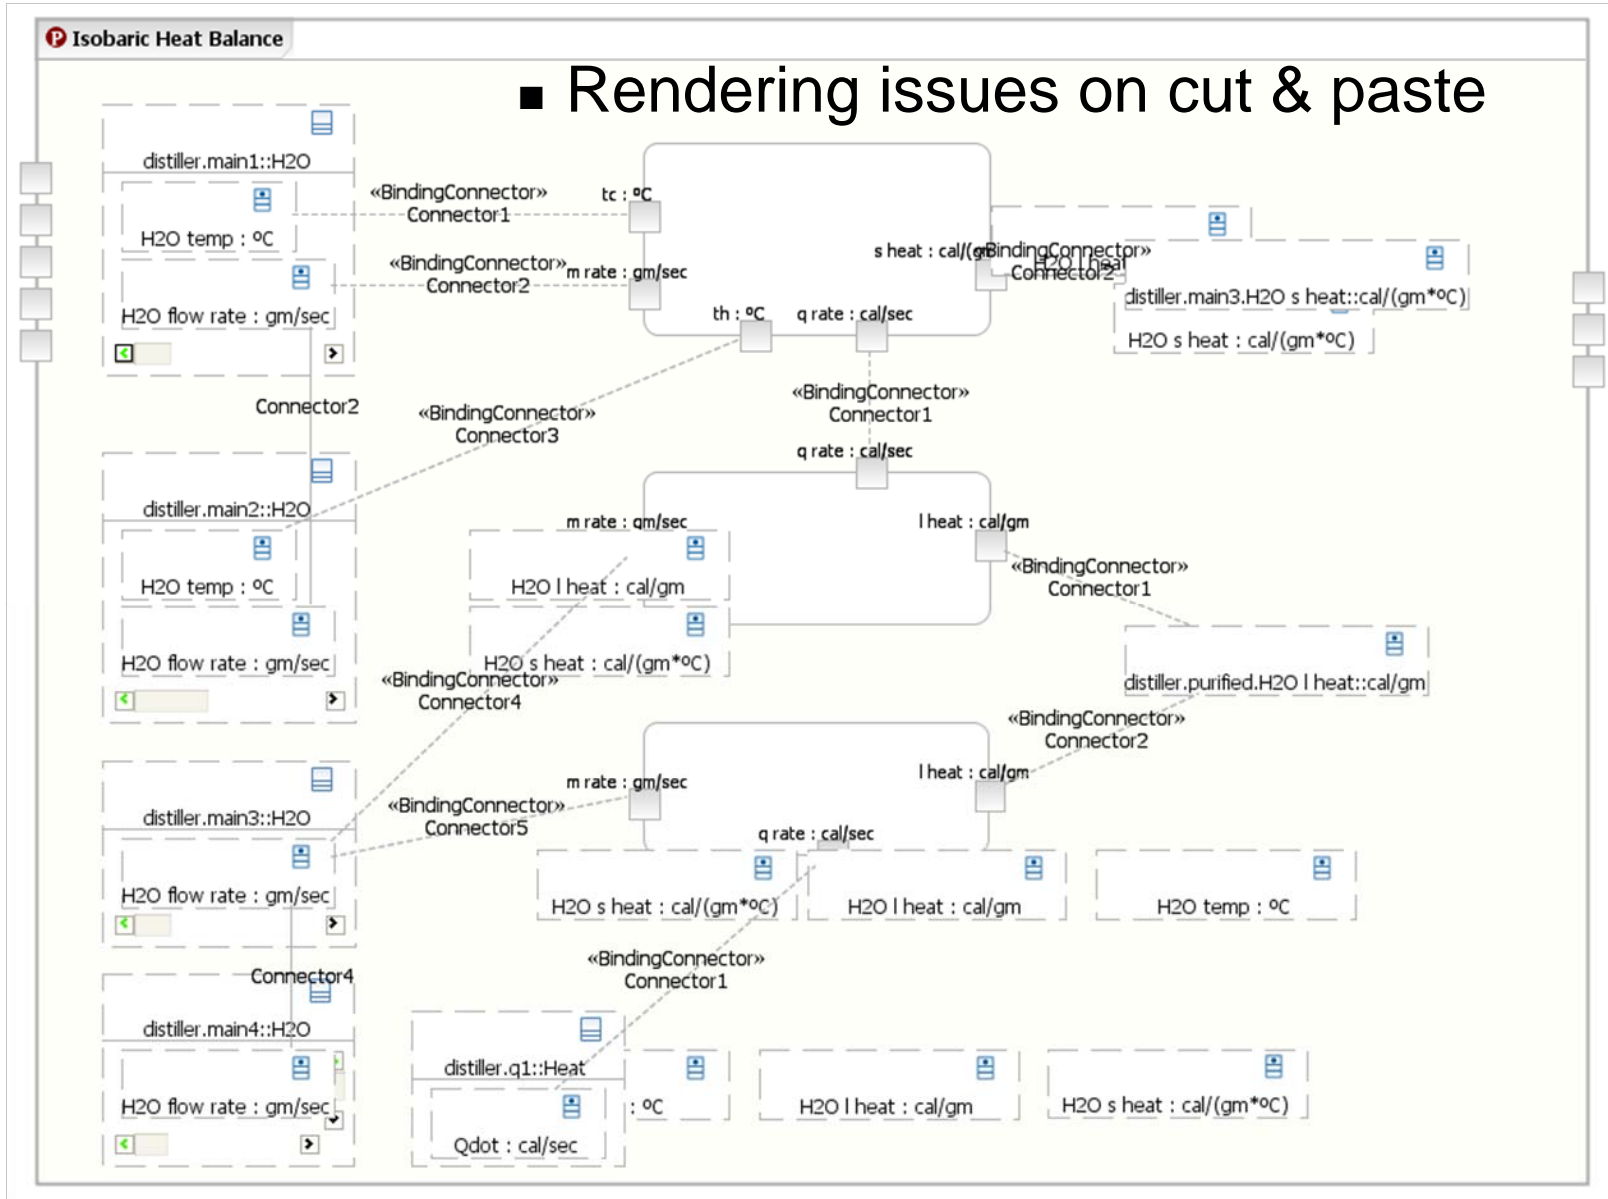 Isobaric Heat Balance
■ Rendering issues on cut & paste
distiller.main1::H2O
H2O temp : ºC
H2O flow rate : gm/sec
«BindingConnector»
Connector1
tc : ºC
«BindingConnector»
Connector2
m rate : gm/sec
th : ºC
q rate : cal/sec
s heat : cal/(gm
«BindingConnector»
Connector2
H2O l heat
distiller.main3.H2O s heat::cal/(gm*ºC)
H2O s heat : cal/(gm*ºC)
Connector2
«BindingConnector»
Connector3
«BindingConnector»
Connector1
q rate : cal/sec
distiller.main2::H2O
H2O temp : ºC
H2O flow rate : gm/sec
m rate : gm/sec
H2O l heat : cal/gm
H2O s heat : cal/(gm*ºC)
l heat : cal/gm
«BindingConnector»
Connector1
«BindingConnector»
Connector4
distiller.purified.H2O l heat::cal/gm
«BindingConnector»
Connector2
distiller.main3::H2O
H2O flow rate : gm/sec
«BindingConnector»
Connector5
m rate : gm/sec
l heat : cal/gm
q rate : cal/sec
H2O s heat : cal/(gm*ºC)
H2O l heat : cal/gm
H2O temp : ºC
Connector4
«BindingConnector»
Connector1
distiller.main4::H2O
H2O flow rate : gm/sec
distiller.q1::Heat
Qdot : cal/sec
: ºC
H2O l heat : cal/gm
H2O s heat : cal/(gm*ºC)